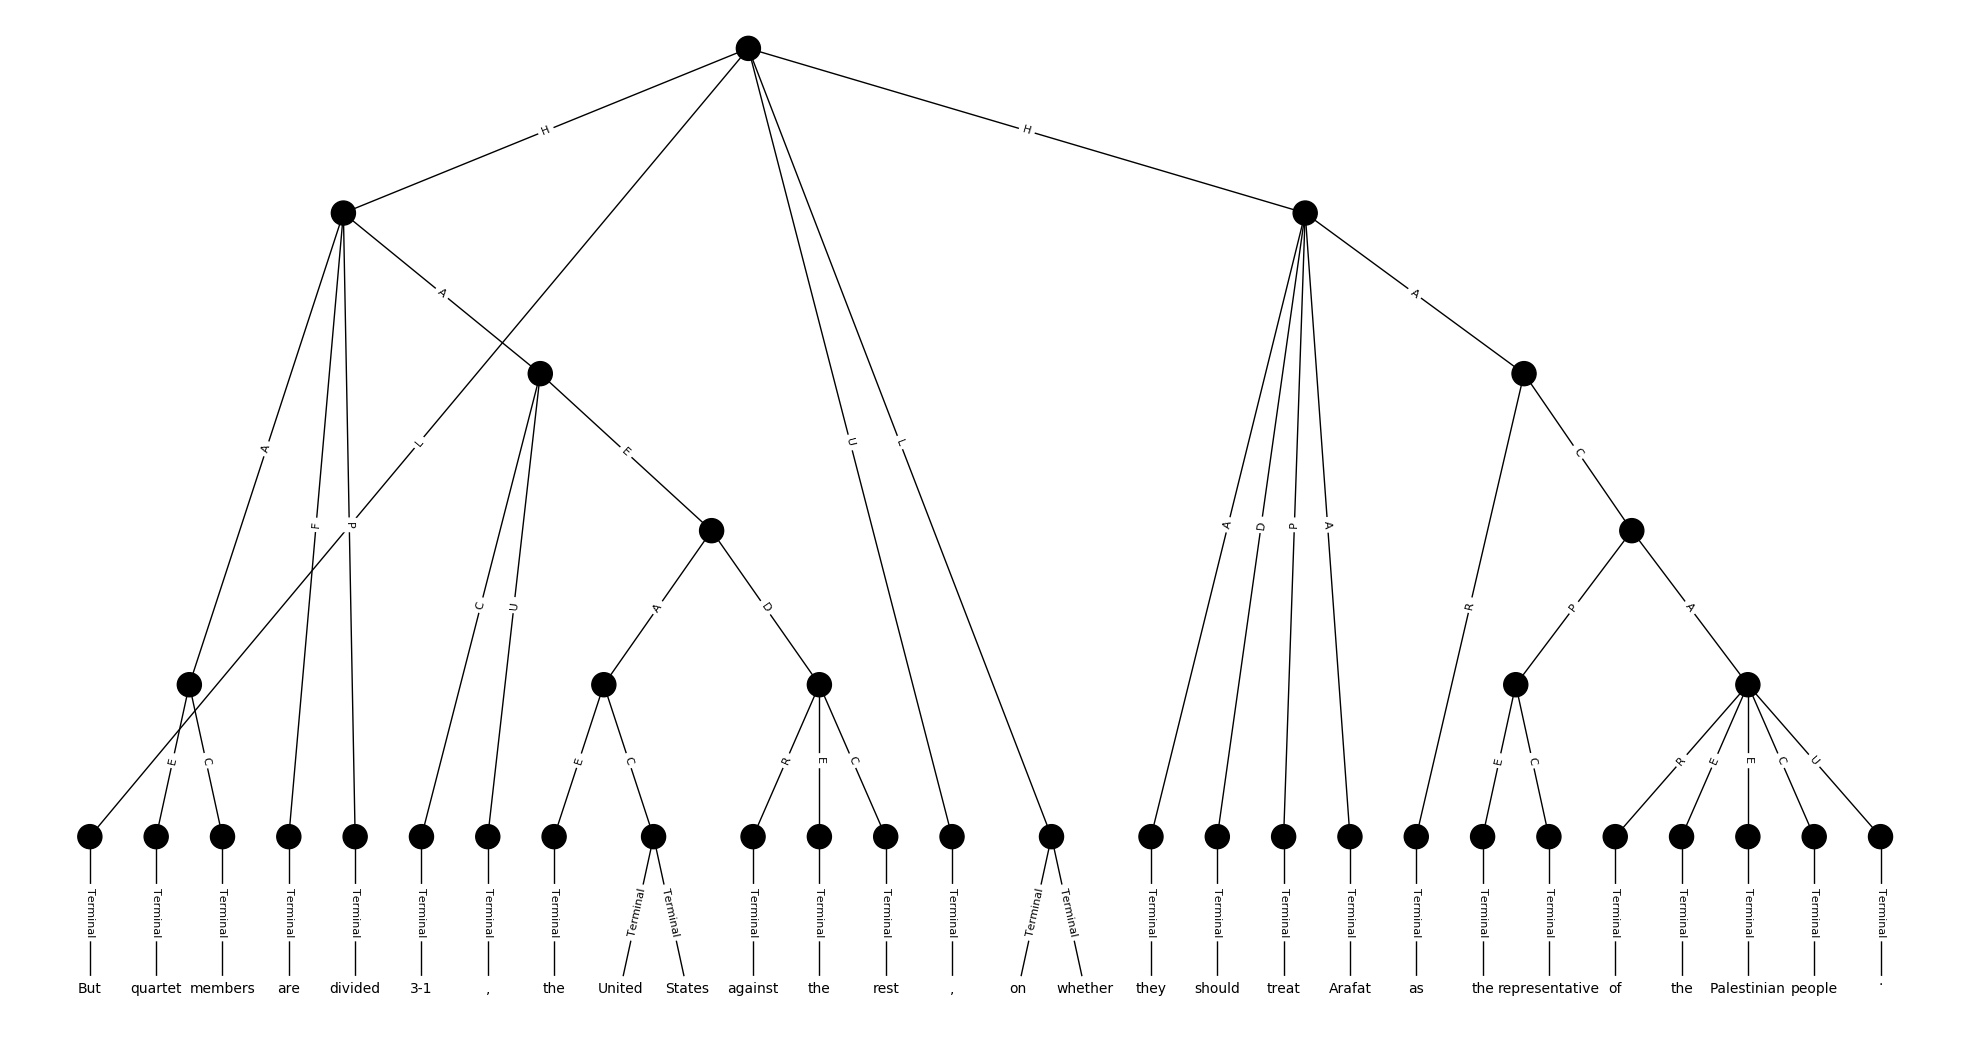 H H
A A
A L E U L C
F P A D P A
C U A D R P A
E C E C R E C E C R E E C U
Terminal Terminal Terminal Terminal Terminal Terminal Terminal Terminal Terminal Terminal Terminal Terminal Terminal Terminal Terminal Terminal Terminal Terminal Terminal Terminal Terminal Terminal Terminal Terminal Terminal Terminal Terminal Terminal
But quartet members are divided 3-1 , the United States against the rest , on whether they should treat Arafat as the representative of the Palestinian people .